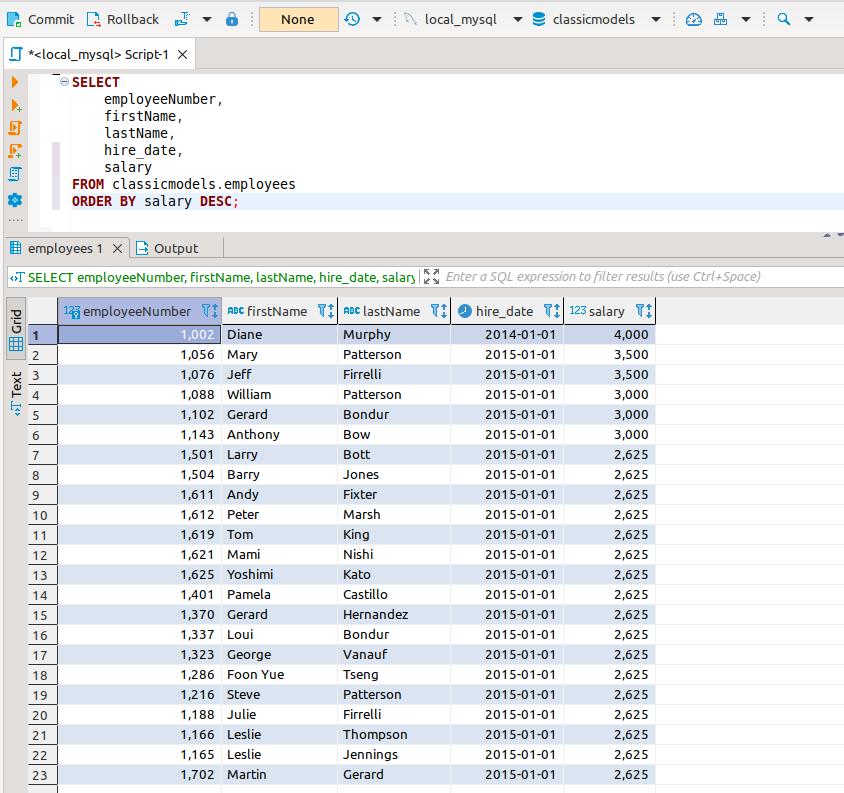 Commit Rollback None local_mysql classicmodels
*<local_mysql> Script-1
SELECT
employeeNumber,
firstName,
lastName,
hire_date,
salary
FROM classicmodels.employees
ORDER BY salary DESC;
employees 1 Output
SELECT employeeNumber, firstName, lastName, hire_date, salary Enter a SQL expression to filter results (use Ctrl+Space)
Grid
Text
123 employeeNumber ABC firstName ABC lastName hire_date 123 salary
1 1,002 Diane Murphy 2014-01-01 4,000
2 1,056 Mary Patterson 2015-01-01 3,500
3 1,076 Jeff Firrelli 2015-01-01 3,500
4 1,088 William Patterson 2015-01-01 3,000
5 1,102 Gerard Bondur 2015-01-01 3,000
6 1,143 Anthony Bow 2015-01-01 3,000
7 1,501 Larry Bott 2015-01-01 2,625
8 1,504 Barry Jones 2015-01-01 2,625
9 1,611 Andy Fixter 2015-01-01 2,625
10 1,612 Peter Marsh 2015-01-01 2,625
11 1,619 Tom King 2015-01-01 2,625
12 1,621 Mami Nishi 2015-01-01 2,625
13 1,625 Yoshimi Kato 2015-01-01 2,625
14 1,401 Pamela Castillo 2015-01-01 2,625
15 1,370 Gerard Hernandez 2015-01-01 2,625
16 1,337 Loui Bondur 2015-01-01 2,625
17 1,323 George Vanauf 2015-01-01 2,625
18 1,286 Foon Yue Tseng 2015-01-01 2,625
19 1,216 Steve Patterson 2015-01-01 2,625
20 1,188 Julie Firrelli 2015-01-01 2,625
21 1,166 Leslie Thompson 2015-01-01 2,625
22 1,165 Leslie Jennings 2015-01-01 2,625
23 1,702 Martin Gerard 2015-01-01 2,625